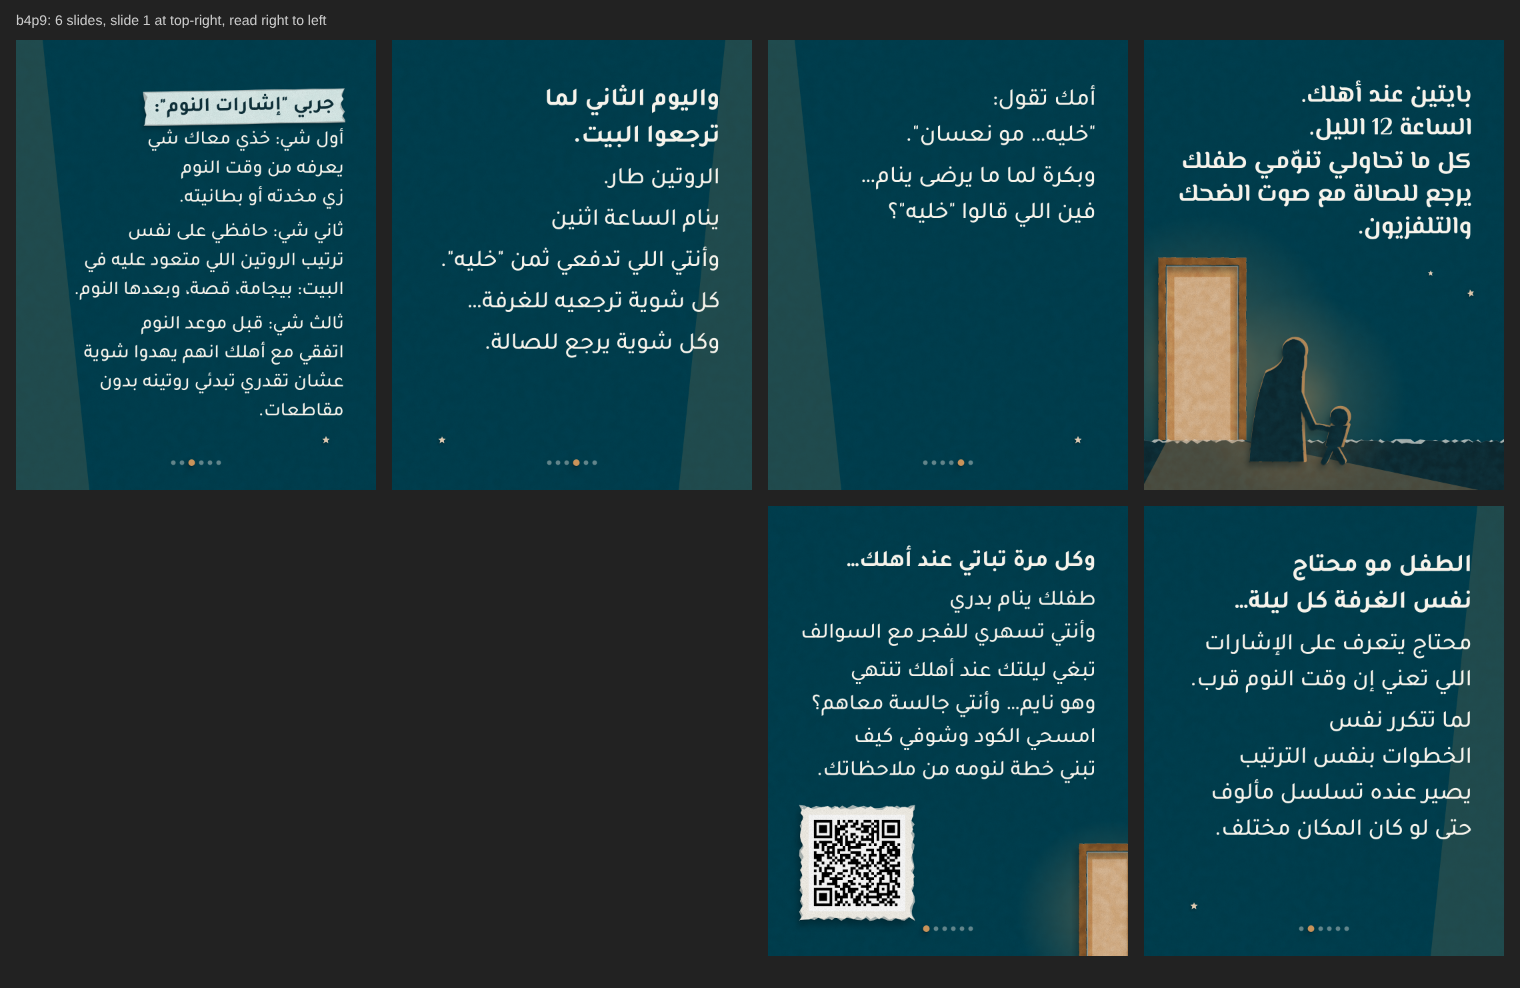 b4p9: 6 slides, slide 1 at top-right, read right to left
بايتين عند أهلك.
الساعة 12 الليل.
كل ما تحاولي تنوّمي طفلك
يرجع للصالة مع صوت الضحك
والتلفزيون.
أمك تقول:
"خليه... مو نعسان".
وبكرة لما ما يرضى ينام...
فين اللي قالوا "خليه"؟
واليوم الثاني لما
ترجعوا البيت.
الروتين طار.
ينام الساعة اثنين
وأنتي اللي تدفعي ثمن "خليه".
كل شوية ترجعيه للغرفة...
وكل شوية يرجع للصالة.
جربي "إشارات النوم":
أول شي: خذي معاك شي
يعرفه من وقت النوم
زي مخدته أو بطانيته.
ثاني شي: حافظي على نفس
ترتيب الروتين اللي متعود عليه في
البيت: بيجامة، قصة، وبعدها النوم.
ثالث شي: قبل موعد النوم
اتفقي مع أهلك انهم يهدوا شوية
عشان تقدري تبدئي روتينه بدون
مقاطعات.
الطفل مو محتاج
نفس الغرفة كل ليلة...
محتاج يتعرف على الإشارات
اللي تعني إن وقت النوم قرب.
لما تتكرر نفس
الخطوات بنفس الترتيب
يصير عنده تسلسل مألوف
حتى لو كان المكان مختلف.
وكل مرة تباتي عند أهلك...
طفلك ينام بدري
وأنتي تسهري للفجر مع السوالف
تبغي ليلتك عند أهلك تنتهي
وهو نايم... وأنتي جالسة معاهم؟
امسحي الكود وشوفي كيف
تبني خطة لنومه من ملاحظاتك.